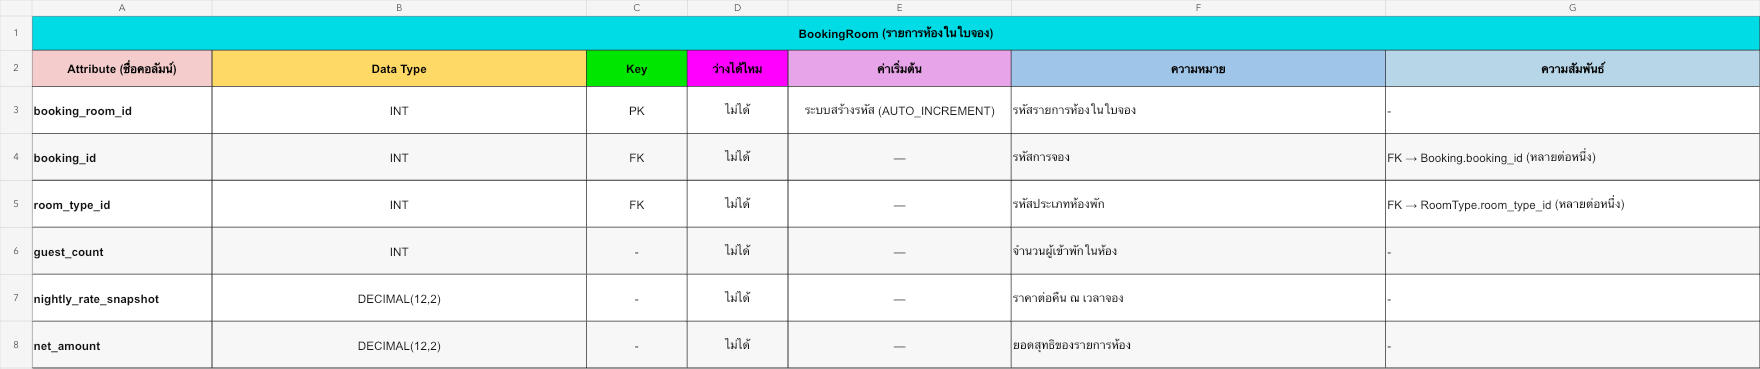 A B C D E F G
1 BookingRoom (รายการห้องในใบจอง)
2 Attribute (ชื่อคอลัมน์) Data Type Key ว่างได้ไหม ค่าเริ่มต้น ความหมาย ความสัมพันธ์
3 booking_room_id INT PK ไม่ได้ ระบบสร้างรหัส (AUTO_INCREMENT) รหัสรายการห้องในใบจอง -
4 booking_id INT FK ไม่ได้ — รหัสการจอง FK → Booking.booking_id (หลายต่อหนึ่ง)
5 room_type_id INT FK ไม่ได้ — รหัสประเภทห้องพัก FK → RoomType.room_type_id (หลายต่อหนึ่ง)
6 guest_count INT - ไม่ได้ — จำนวนผู้เข้าพักในห้อง -
7 nightly_rate_snapshot DECIMAL(12,2) - ไม่ได้ — ราคาต่อคืน ณ เวลาจอง -
8 net_amount DECIMAL(12,2) - ไม่ได้ — ยอดสุทธิของรายการห้อง -